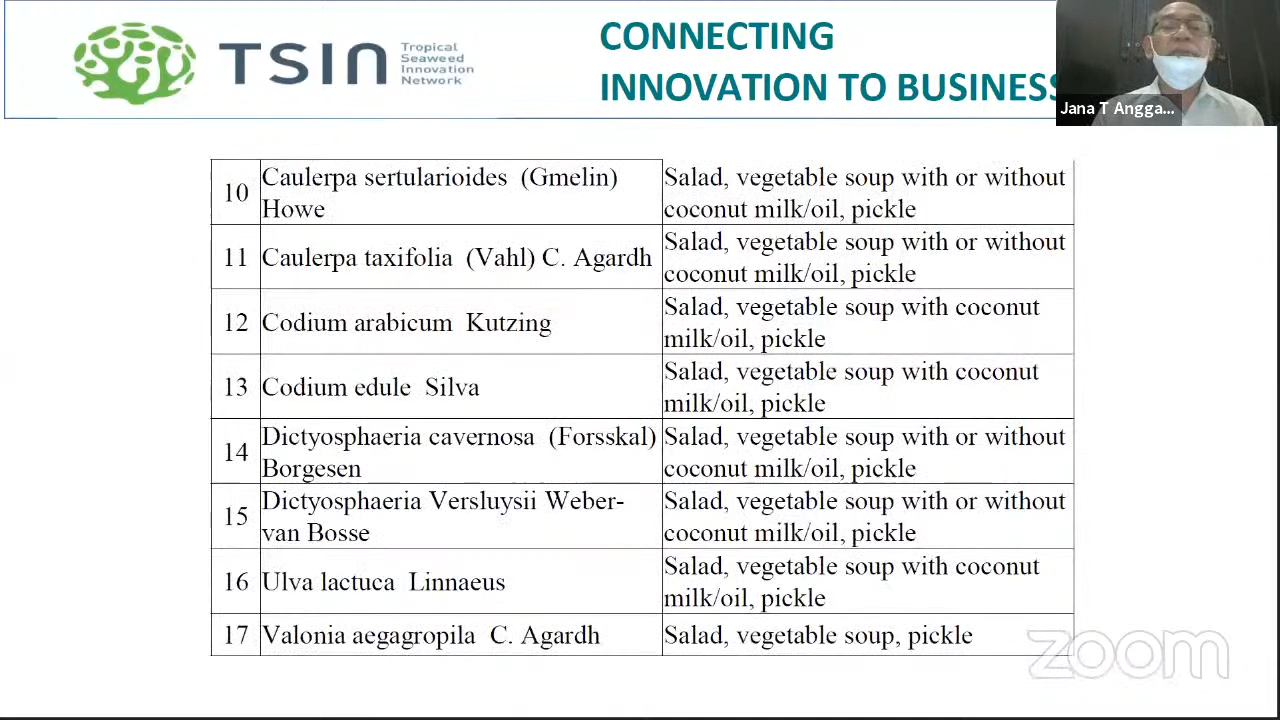 TSIN
Tropical
Seaweed
Innovation
Network
CONNECTING
INNOVATION TO BUSINESS
Jana T Angga...
10
Caulerpa sertularioides (Gmelin)
Howe
Salad, vegetable soup with or without
coconut milk/oil, pickle
11
Caulerpa taxifolia (Vahl) C. Agardh
Salad, vegetable soup with or without
coconut milk/oil, pickle
12
Codium arabicum Kutzing
Salad, vegetable soup with coconut
milk/oil, pickle
13
Codium edule Silva
Salad, vegetable soup with coconut
milk/oil, pickle
14
Dictyosphaeria cavernosa (Forsskal)
Borgesen
Salad, vegetable soup with or without
coconut milk/oil, pickle
15
Dictyosphaeria Versluysii Weber-
van Bosse
Salad, vegetable soup with or without
coconut milk/oil, pickle
16
Ulva lactuca Linnaeus
Salad, vegetable soup with coconut
milk/oil, pickle
17
Valonia aegagropila C. Agardh
Salad, vegetable soup, pickle
zoom